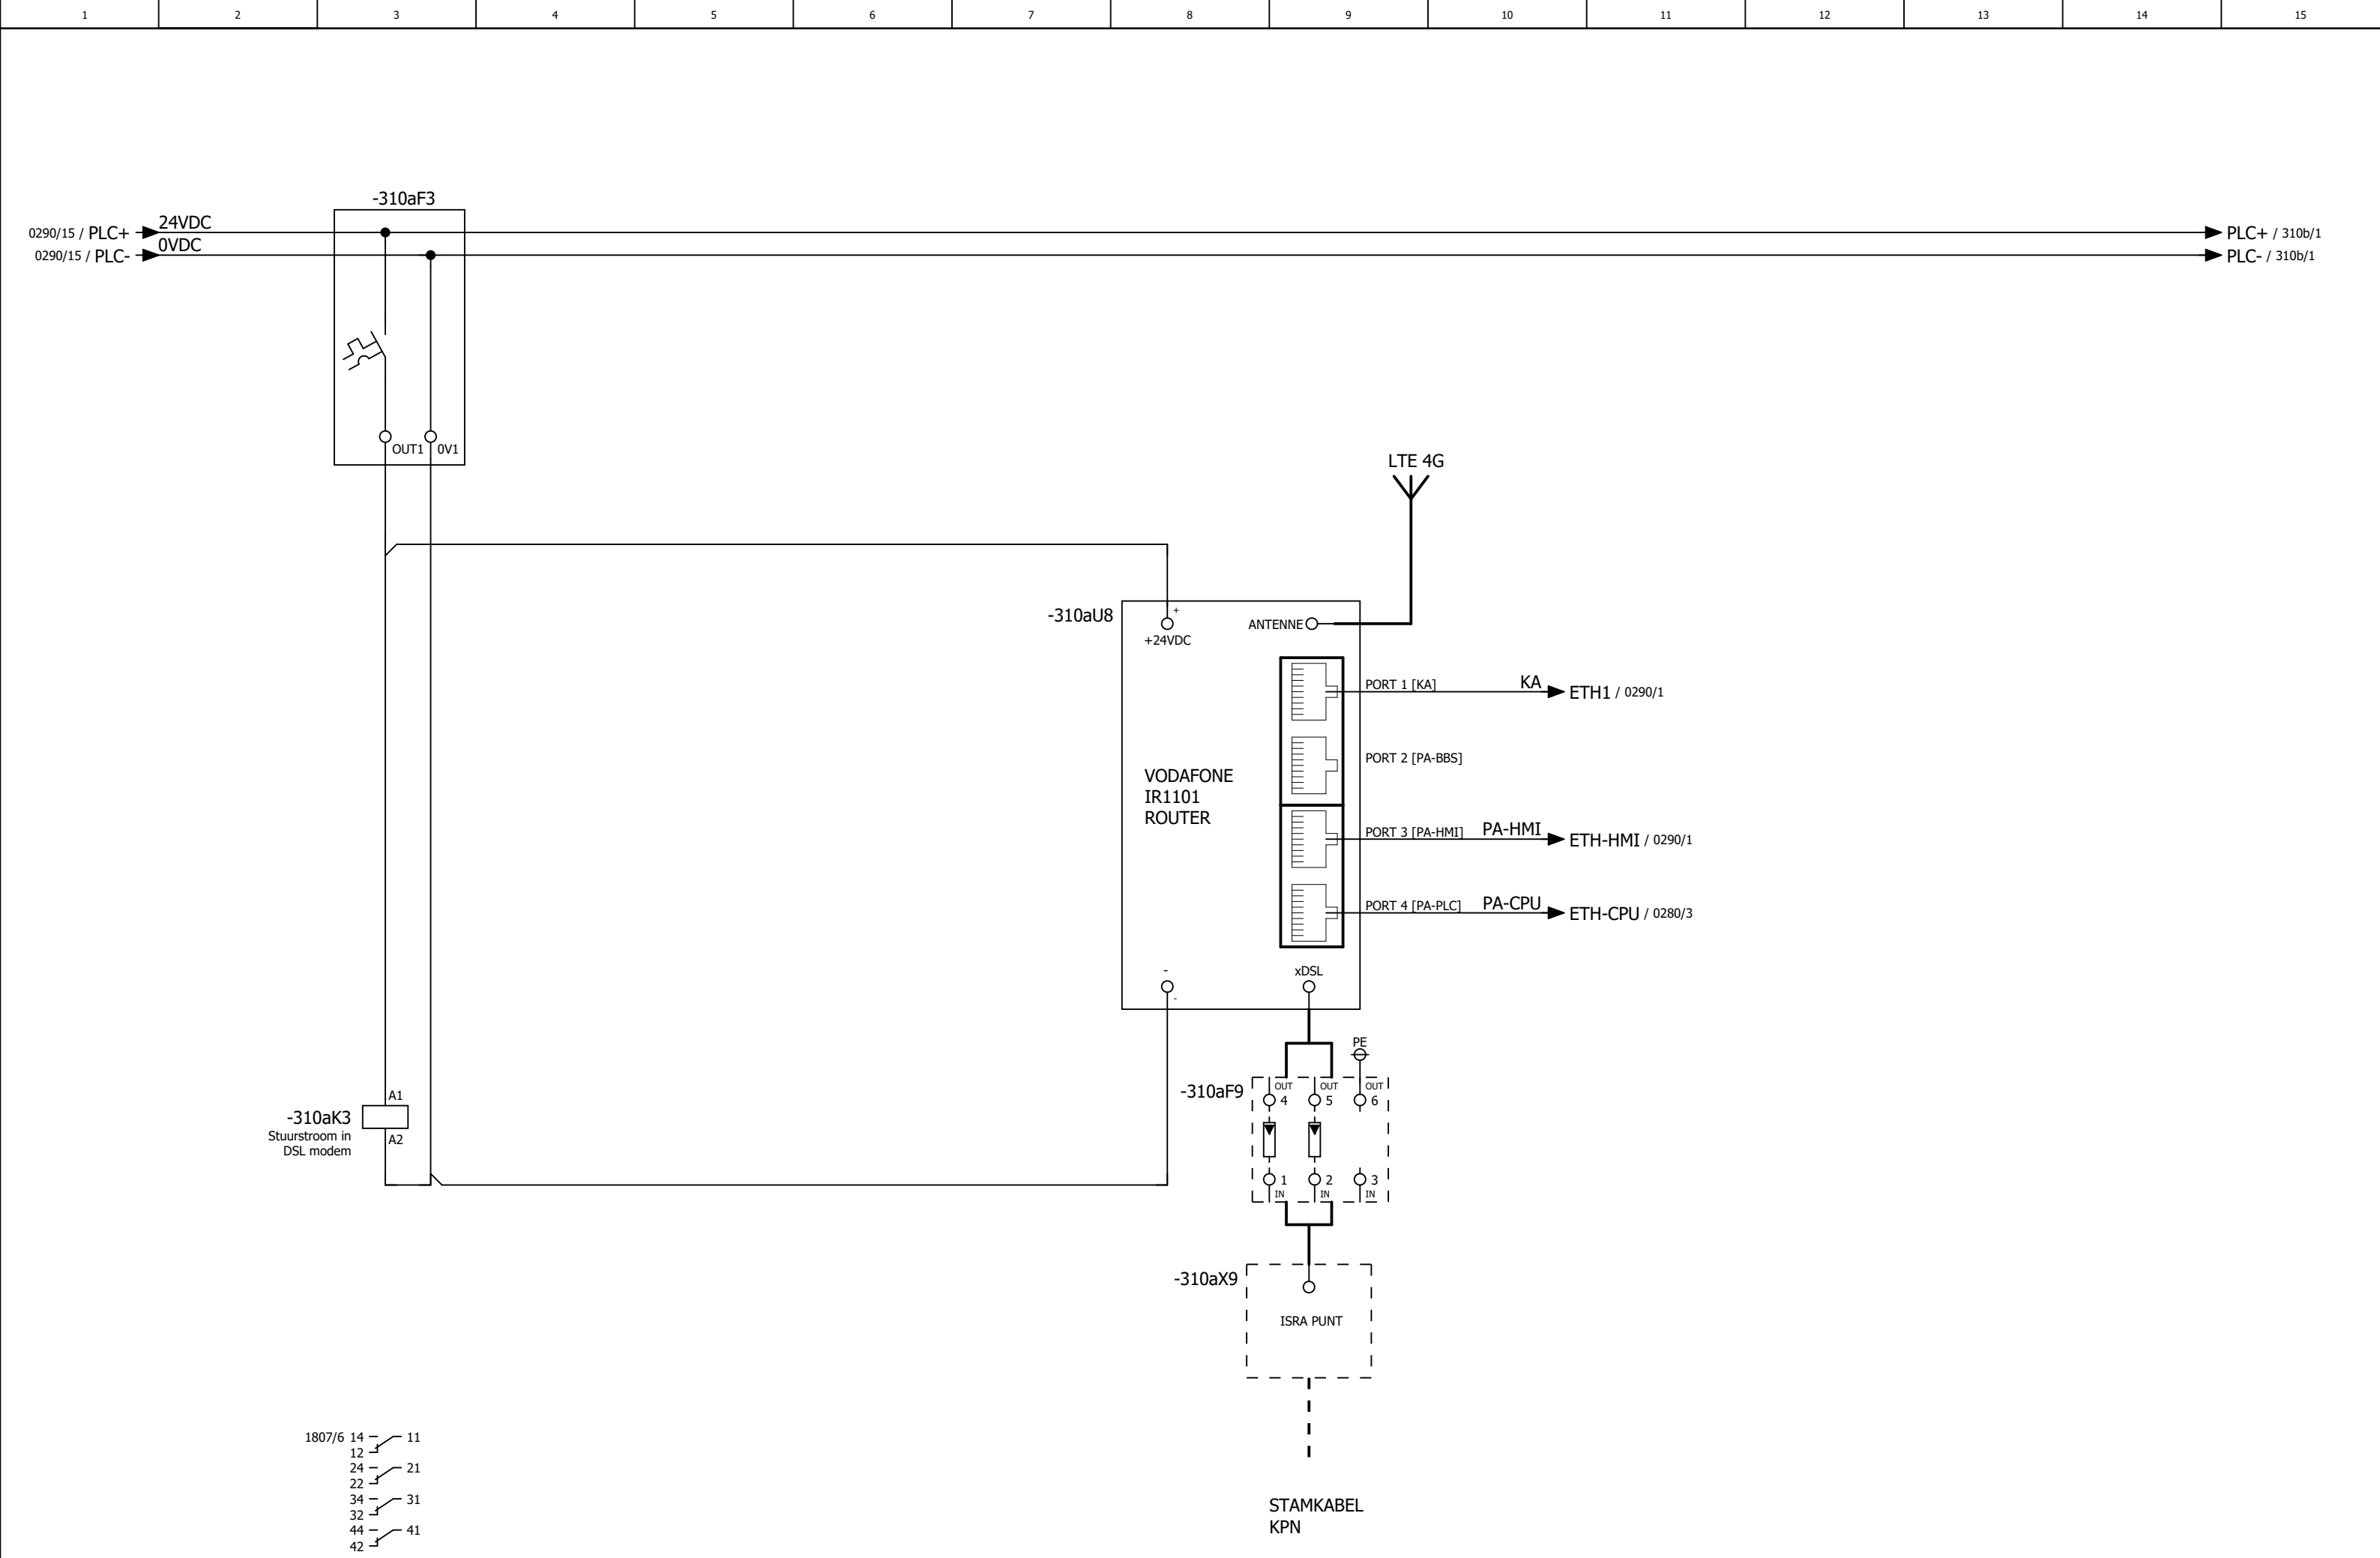 1 2 3 4 5 6 7 8 9 10 11 12 13 14 15
-310aF3
0290/15 / PLC+ 24VDC PLC+ / 310b/1
0290/15 / PLC- 0VDC PLC- / 310b/1
OUT1 0V1
LTE 4G
-310aU8 +
+24VDC ANTENNE
PORT 1 [KA] KA ETH1 / 0290/1
PORT 2 [PA-BBS]
VODAFONE
IR1101
ROUTER
PORT 3 [PA-HMI] PA-HMI ETH-HMI / 0290/1
PORT 4 [PA-PLC] PA-CPU ETH-CPU / 0280/3
- xDSL
-
PE
-310aF9 OUT OUT OUT
4 5 6
A1
-310aK3
Stuurstroom in
DSL modem
A2
1 2 3
IN IN IN
-310aX9
ISRA PUNT
1807/6 14 11
12
24 21
22
34 31
32
44 41
42
STAMKABEL
KPN